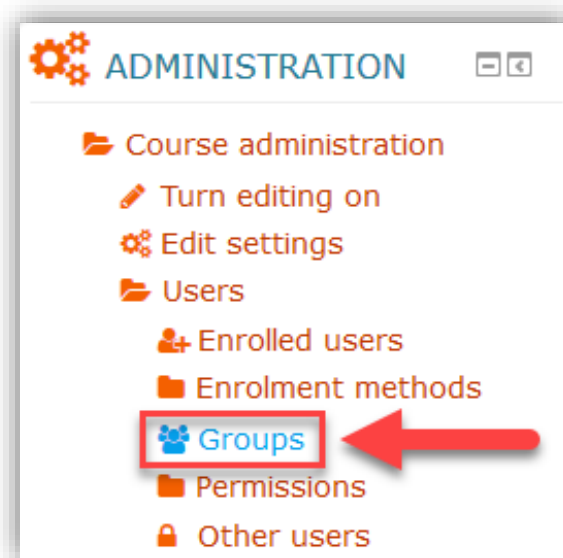 ADMINISTRATION
Course administration
Turn editing on
Edit settings
Users
Enrolled users
Enrolment methods
Groups
Permissions
Other users